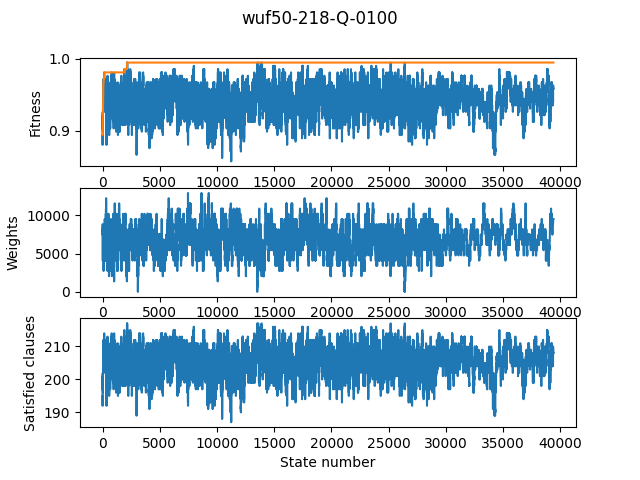 wuf50-218-Q-0100
1.0
0.9
Fitness
0 5000 10000 15000 20000 25000 30000 35000 40000
10000
5000
0
Weights
0 5000 10000 15000 20000 25000 30000 35000 40000
210
200
190
Satisfied clauses
0 5000 10000 15000 20000 25000 30000 35000 40000
State number